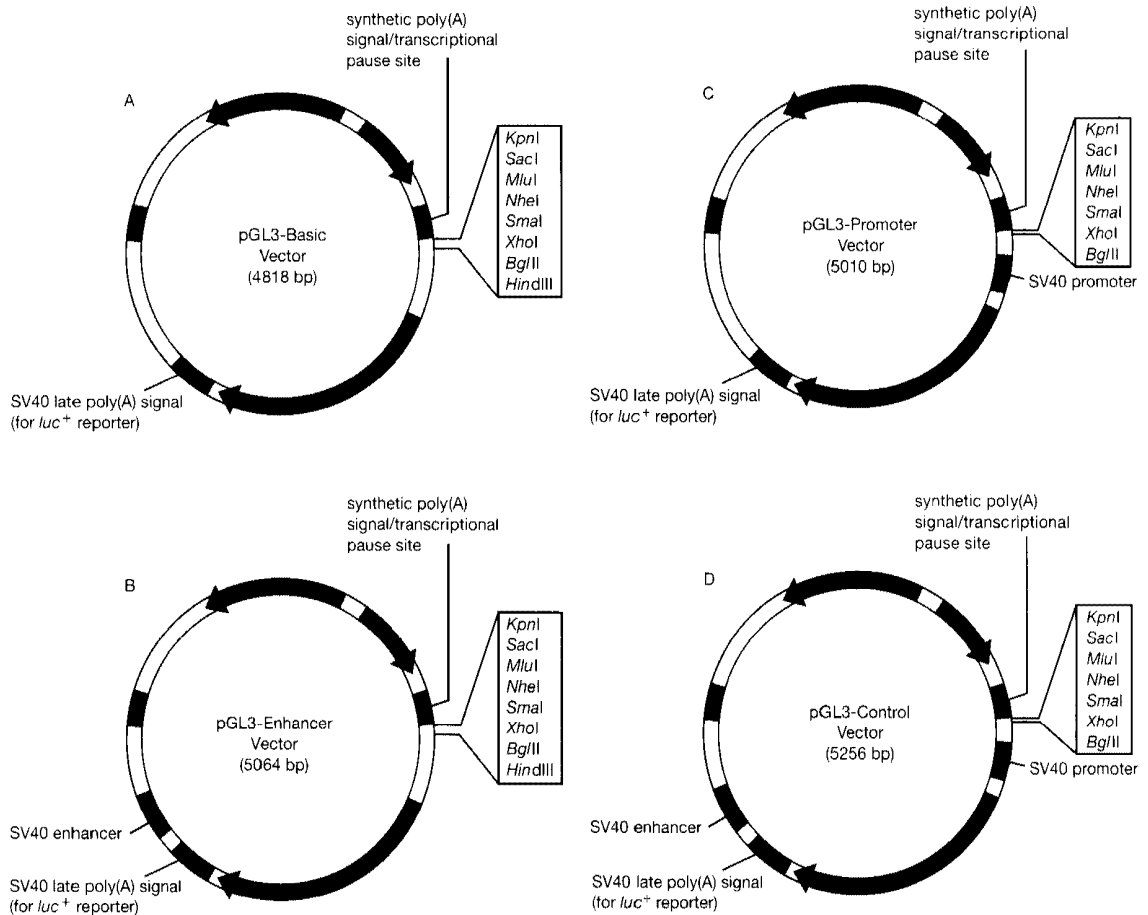 synthetic poly(A)
signal/transcriptional
pause site
A
KpnI
SacI
MluI
NheI
SmaI
XhoI
BglII
HindIII
pGL3-Basic
Vector
(4818 bp)
SV40 late poly(A) signal
(for luc+ reporter)
synthetic poly(A)
signal/transcriptional
pause site
C
KpnI
SacI
MluI
NheI
SmaI
XhoI
BglII
pGL3-Promoter
Vector
(5010 bp)
SV40 promoter
SV40 late poly(A) signal
(for luc+ reporter)
synthetic poly(A)
signal/transcriptional
pause site
B
KpnI
SacI
MluI
NheI
SmaI
XhoI
BglII
HindIII
pGL3-Enhancer
Vector
(5064 bp)
SV40 enhancer
SV40 late poly(A) signal
(for luc+ reporter)
synthetic poly(A)
signal/transcriptional
pause site
D
KpnI
SacI
MluI
NheI
SmaI
XhoI
BglII
pGL3-Control
Vector
(5256 bp)
SV40 promoter
SV40 enhancer
SV40 late poly(A) signal
(for luc+ reporter)